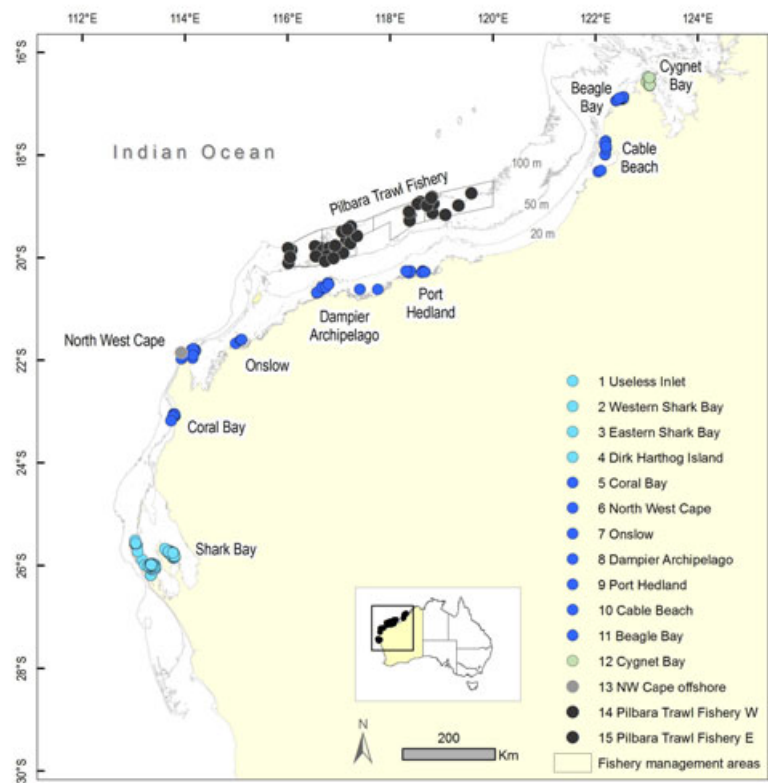 112°E 114°E 116°E 118°E 120°E 122°E 124°E
16°S
18°S
20°S
22°S
24°S
26°S
28°S
30°S
Indian Ocean
Cygnet
Bay
Beagle
Bay
Cable
Beach
100 m
50 m
20 m
Pilbara Trawl Fishery
Port
Hedland
Dampier
Archipelago
North West Cape
Onslow
Coral Bay
Shark Bay
1 Useless Inlet
2 Western Shark Bay
3 Eastern Shark Bay
4 Dirk Harthog Island
5 Coral Bay
6 North West Cape
7 Onslow
8 Dampier Archipelago
9 Port Hedland
10 Cable Beach
11 Beagle Bay
12 Cygnet Bay
13 NW Cape offshore
14 Pilbara Trawl Fishery W
15 Pilbara Trawl Fishery E
Fishery management areas
N
200
Km